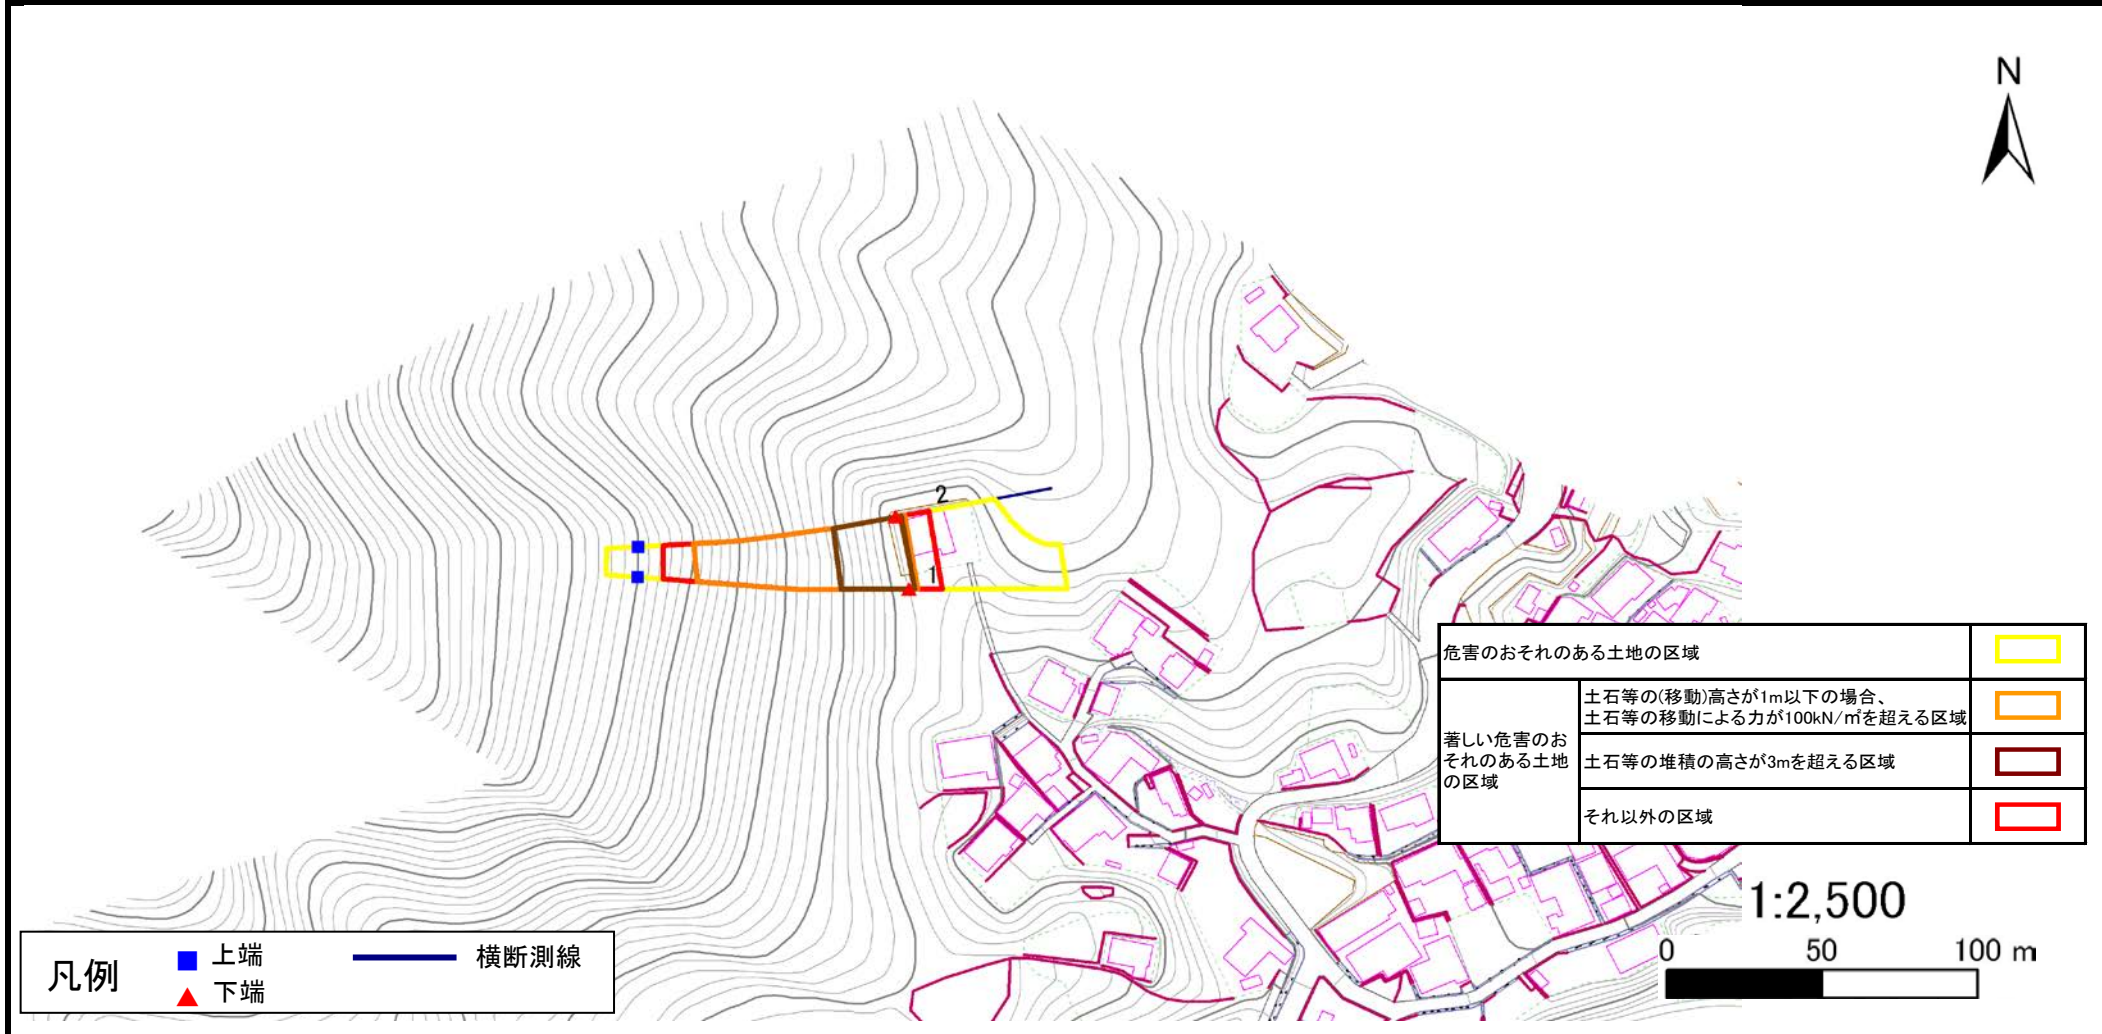 N
2
1
危害のおそれのある土地の区域
著しい危害のお
それのある土地
の区域
土石等の(移動)高さが1m以下の場合、
土石等の移動による力が100kN/㎡を超える区域
土石等の堆積の高さが3mを超える区域
それ以外の区域
1:2,500
0 50 100 m
凡例
上端
下端
横断測線